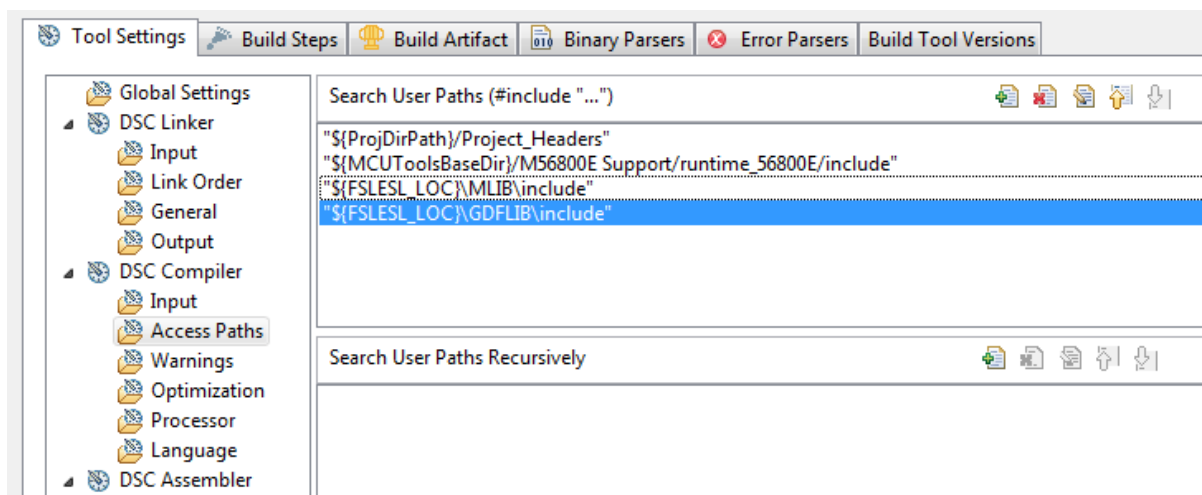 Tool Settings Build Steps Build Artifact Binary Parsers Error Parsers Build Tool Versions
Global Settings
DSC Linker
Input
Link Order
General
Output
DSC Compiler
Input
Access Paths
Warnings
Optimization
Processor
Language
DSC Assembler
Search User Paths (#include "...")
"${ProjDirPath}/Project_Headers"
"${MCUToolsBaseDir}/M56800E Support/runtime_56800E/include"
"${FSLESL_LOC}\MLIB\include"
"${FSLESL_LOC}\GDFLIB\include"
Search User Paths Recursively